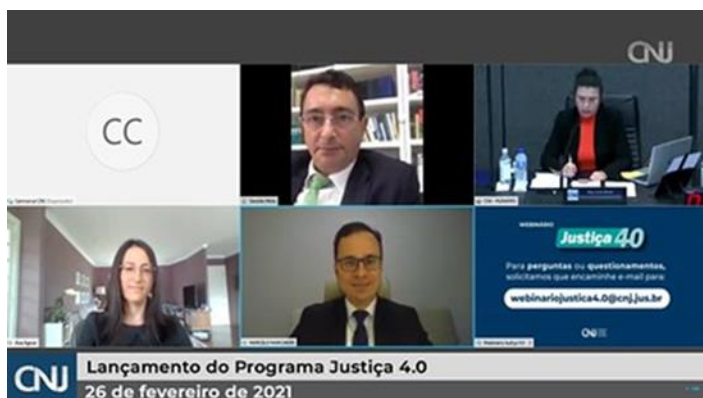 CNJ
CC
WEBINÁRIO
Justiça 4.0
Para perguntas ou questionamentos,
solicitamos que encaminhe e-mail para:
webinariojustica4.0@cnj.jus.br
CNJ
CNJ
Lançamento do Programa Justiça 4.0
26 de fevereiro de 2021